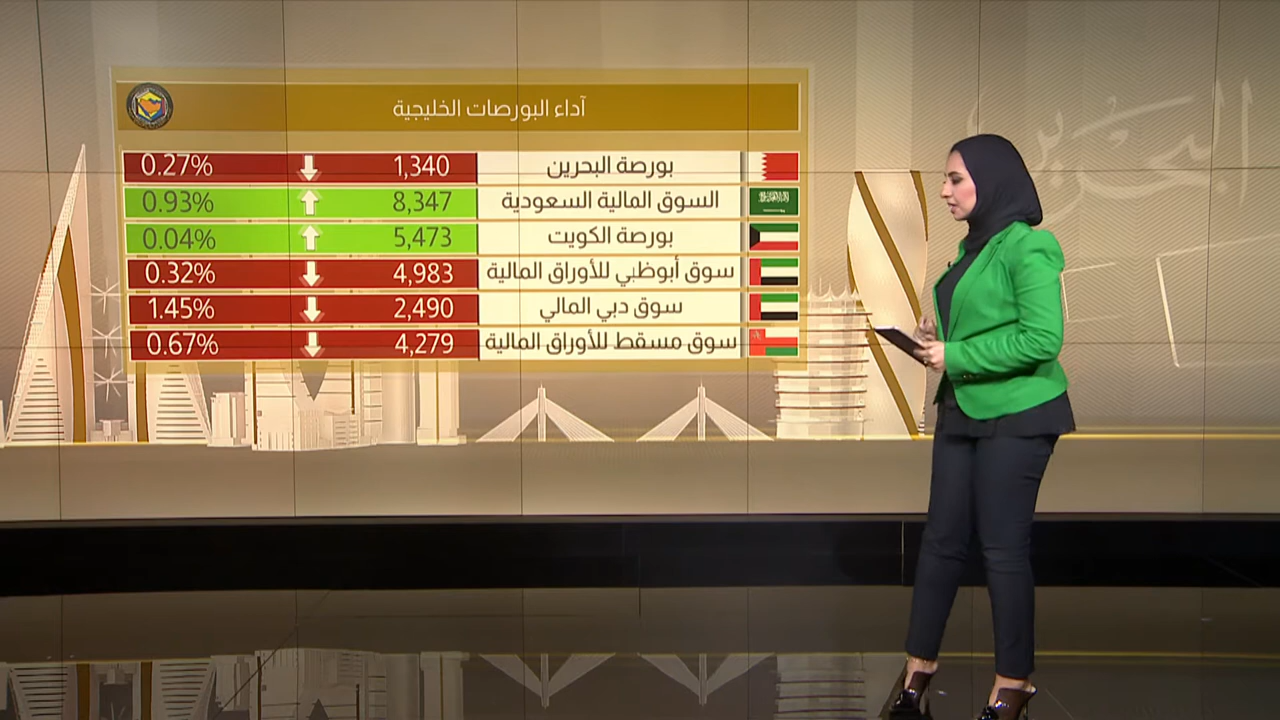 آداء البورصات الخليجية
بورصة البحرين 1,340 0.27%
السوق المالية السعودية 8,347 0.93%
بورصة الكويت 5,473 0.04%
سوق أبوظبي للأوراق المالية 4,983 0.32%
سوق دبي المالي 2,490 1.45%
سوق مسقط للأوراق المالية 4,279 0.67%
البحرين